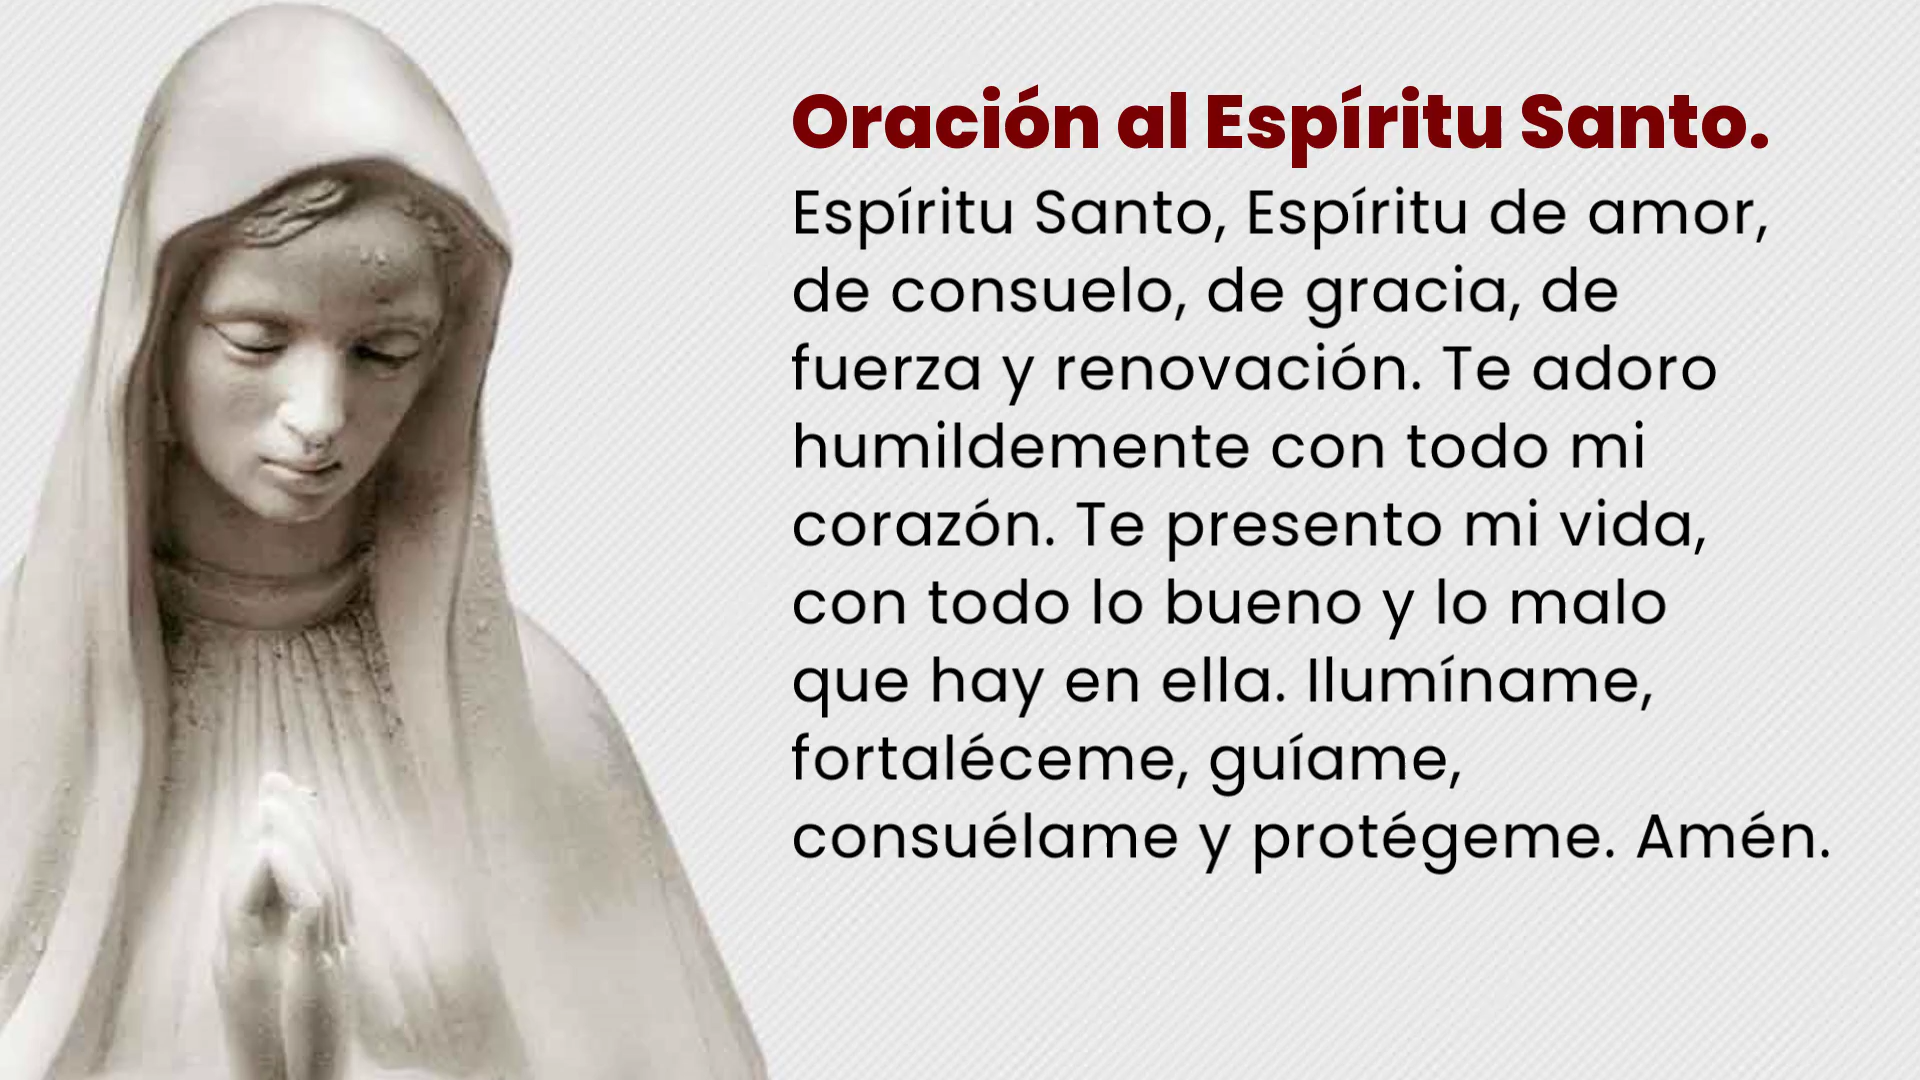 Oración al Espíritu Santo.
Espíritu Santo, Espíritu de amor,
de consuelo, de gracia, de
fuerza y renovación. Te adoro
humildemente con todo mi
corazón. Te presento mi vida,
con todo lo bueno y lo malo
que hay en ella. Ilumíname,
fortaléceme, guíame,
consuélame y protégeme. Amén.